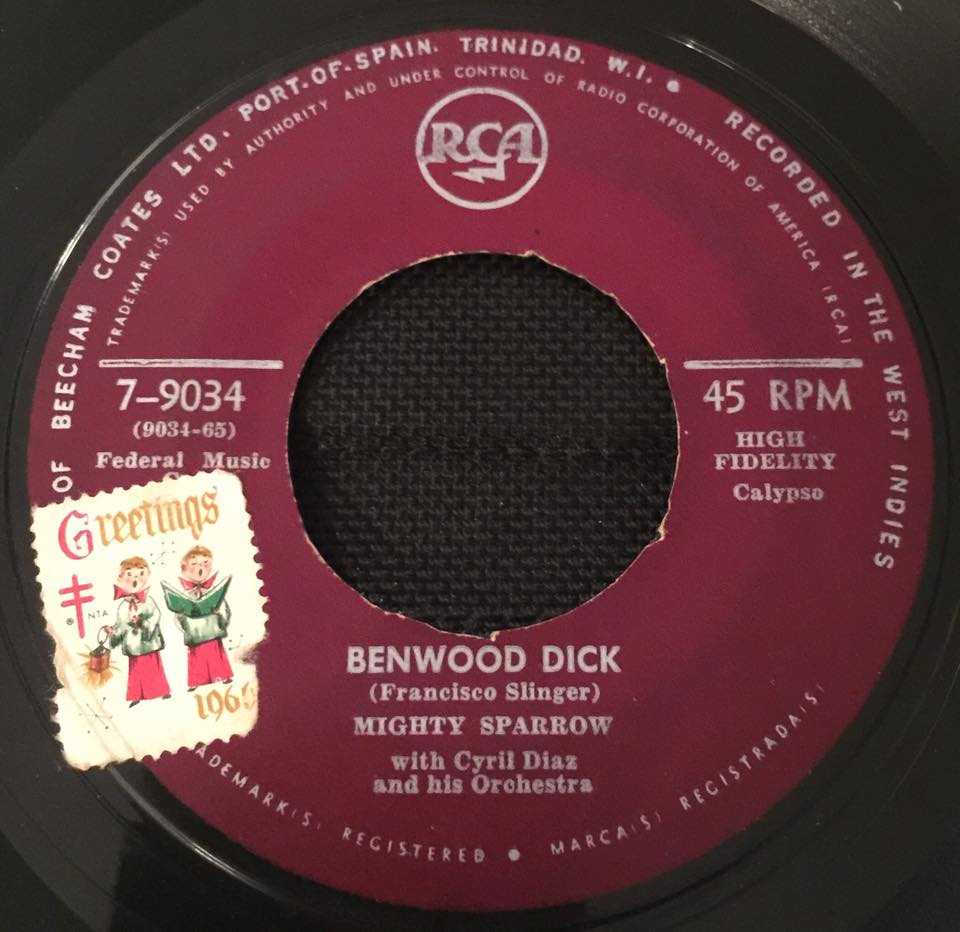 OF BEECHAM COATES LTD. PORT-OF-SPAIN. TRINIDAD. W.I. • RECORDED IN THE WEST INDIES
TRADEMARK(S) USED BY AUTHORITY AND UNDER CONTROL OF RADIO CORPORATION OF AMERICA (RCA)
RCA
7-9034
(9034-65)
Federal Music
45 RPM
HIGH
FIDELITY
Calypso
Greetings
® NTA
BENWOOD DICK
(Francisco Slinger)
MIGHTY SPARROW
with Cyril Diaz
and his Orchestra
REGISTERED • MARCA(S) REGISTRADA(S)